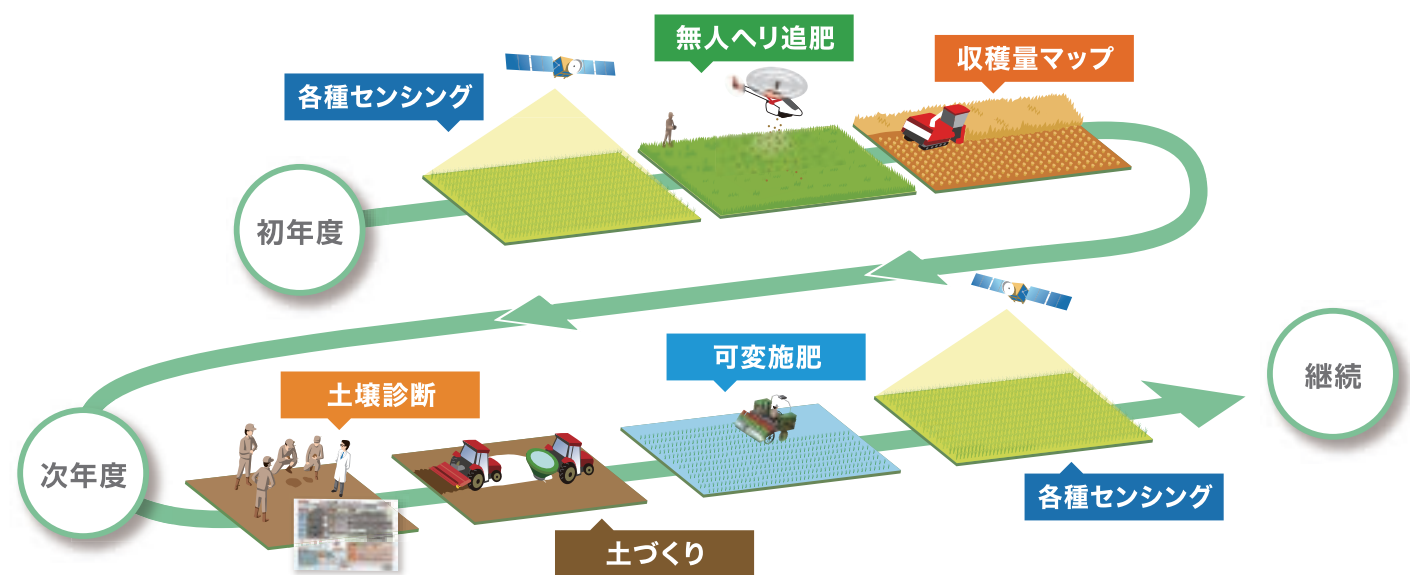 無人ヘリ追肥
収穫量マップ
各種センシング
初年度
可変施肥
継続
土壌診断
次年度
各種センシング
土づくり